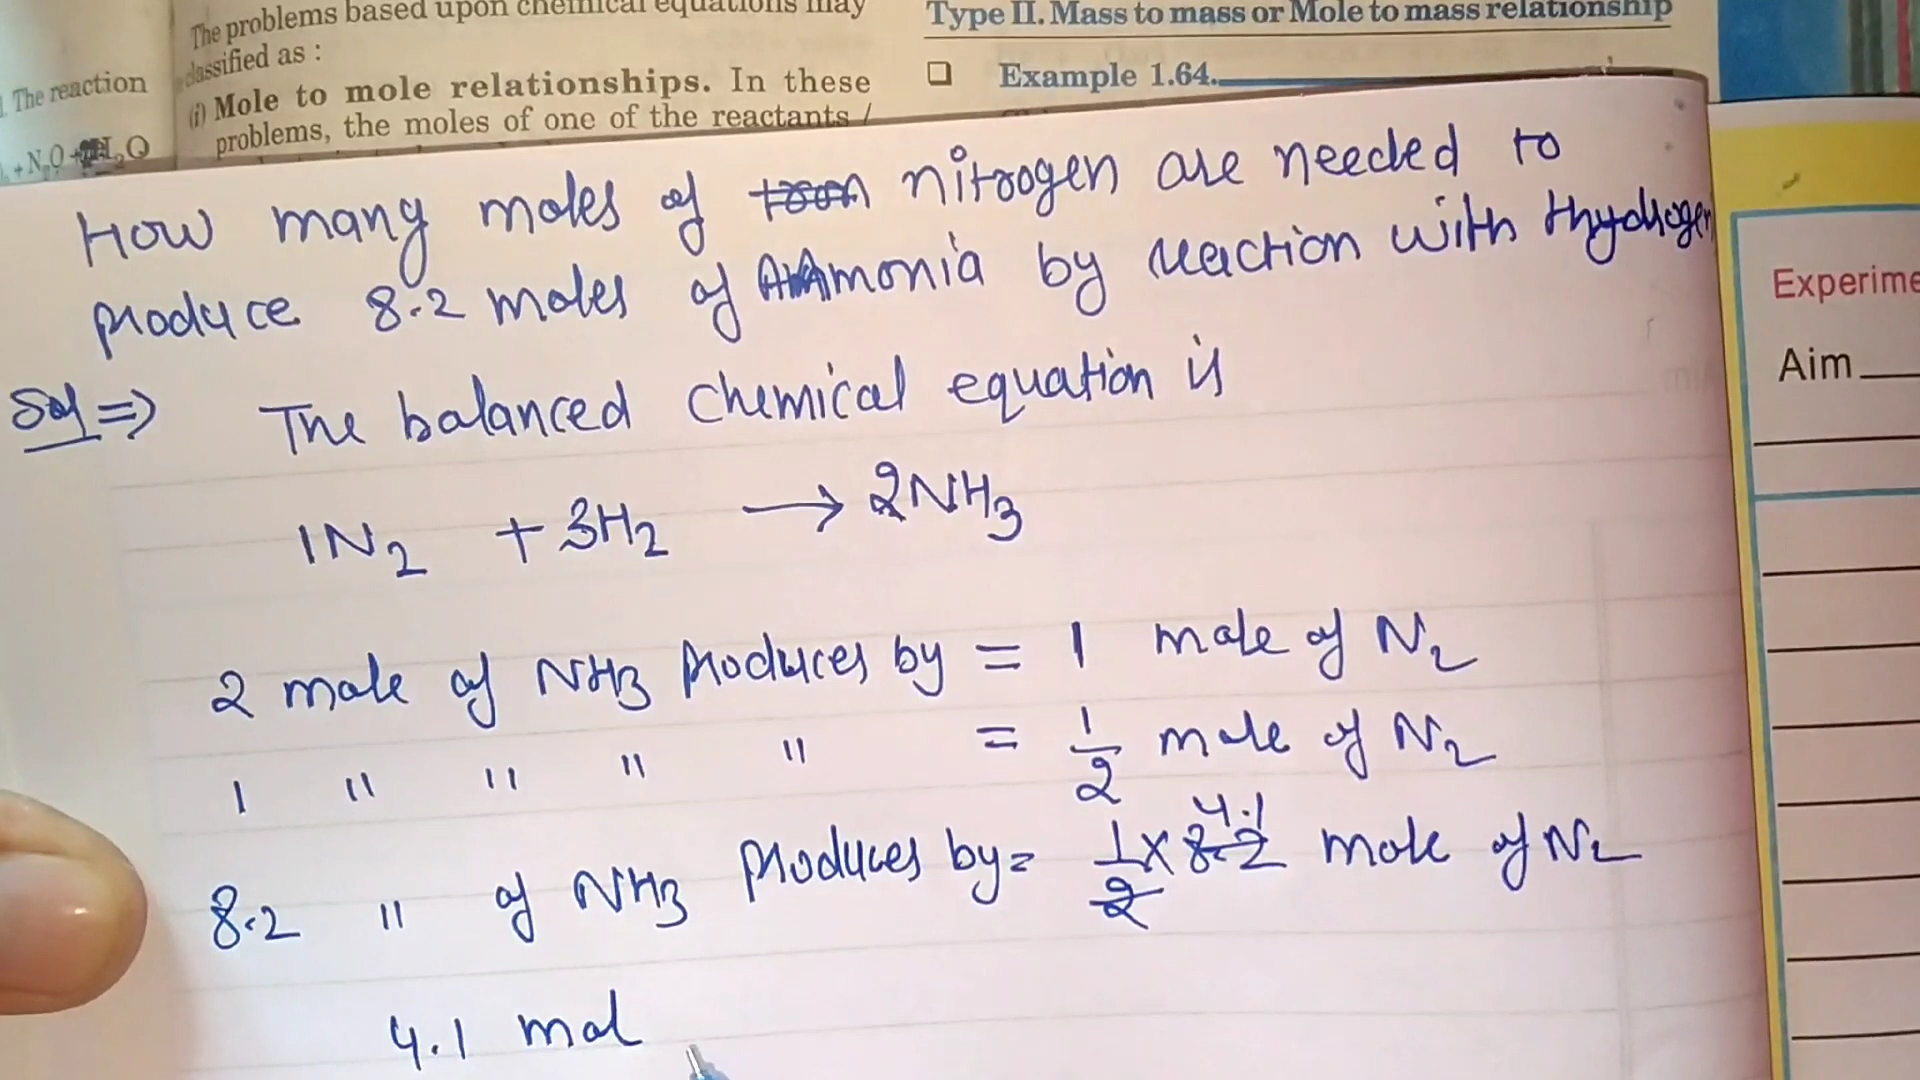 The problems based upon chemical equations may
classified as :
(i) Mole to mole relationships. In these
problems, the moles of one of the reactants /
Type II. Mass to mass or Mole to mass relationship
Example 1.64.
The reaction
+ N2O + H2O
How many moles of nitrogen are needed to
produce 8.2 moles of Ammonia by reaction with Hydrogen
Sol => The balanced chemical equation is
1N2 + 3H2 → 2NH3
2 mole of NH3 Produces by = 1 mole of N2
1 " " " " = 1/2 mole of N2
8.2 " of NH3 Produces by = 1/2 x 8.2 4.1 mole of N2
4.1 mol
Experime
Aim